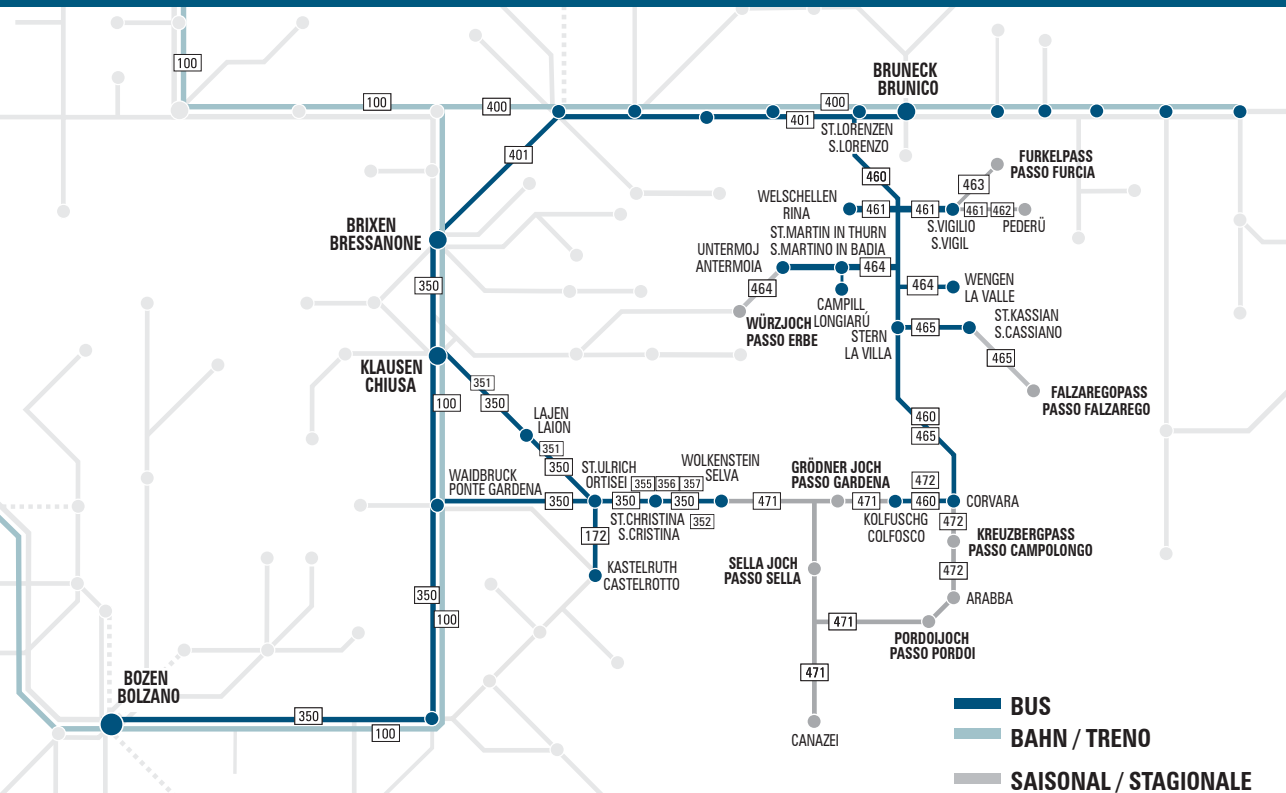 100
100
400
400
BRUNECK
BRUNICO
401
401
ST.LORENZEN
S.LORENZO
460
FURKELPASS
PASSO FURCIA
463
WELSCHELLEN
RINA
461
461
461
462
S.VIGILIO
S.VIGIL
PEDERÜ
BRIXEN
BRESSANONE
ST.MARTIN IN THURN
S.MARTINO IN BADIA
UNTERMOJ
ANTERMOIA
464
464
464
WENGEN
LA VALLE
350
CAMPILL
LONGIARÚ
WÜRZJOCH
PASSO ERBE
STERN
LA VILLA
465
ST.KASSIAN
S.CASSIANO
465
KLAUSEN
CHIUSA
FALZAREGOPASS
PASSO FALZAREGO
351
350
100
LAJEN
LAION
351
350
460
465
WAIDBRUCK
PONTE GARDENA
350
ST.ULRICH
ORTISEI
355
356
357
WOLKENSTEIN
SELVA
350
350
352
ST.CHRISTINA
S.CRISTINA
471
GRÖDNER JOCH
PASSO GARDENA
471
472
460
CORVARA
KOLFUSCHG
COLFOSCO
472
172
KREUZBERGPASS
PASSO CAMPOLONGO
KASTELRUTH
CASTELROTTO
SELLA JOCH
PASSO SELLA
472
350
100
ARABBA
471
PORDOIJOCH
PASSO PORDOI
471
BOZEN
BOLZANO
350
100
CANAZEI
BUS
BAHN / TRENO
SAISONAL / STAGIONALE